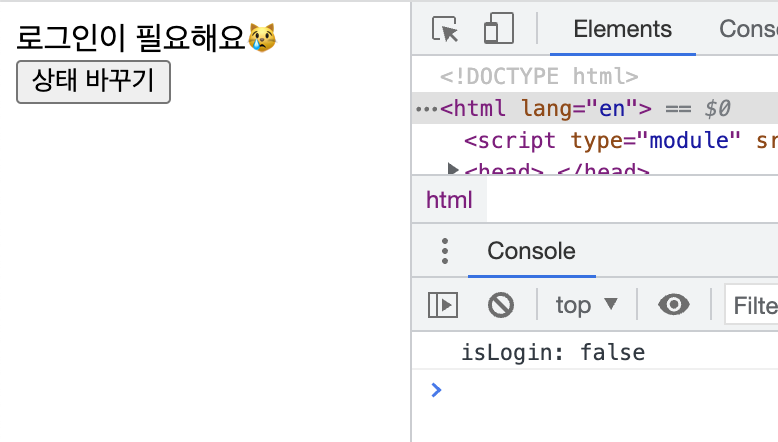 로그인이 필요해요😿
상태 바꾸기
Elements
Cons
<!DOCTYPE html>
···<html lang="en"> == $0
<script type="module" sr
▶<head> </head>
html
Console
top ▼
Filte
isLogin: false
>